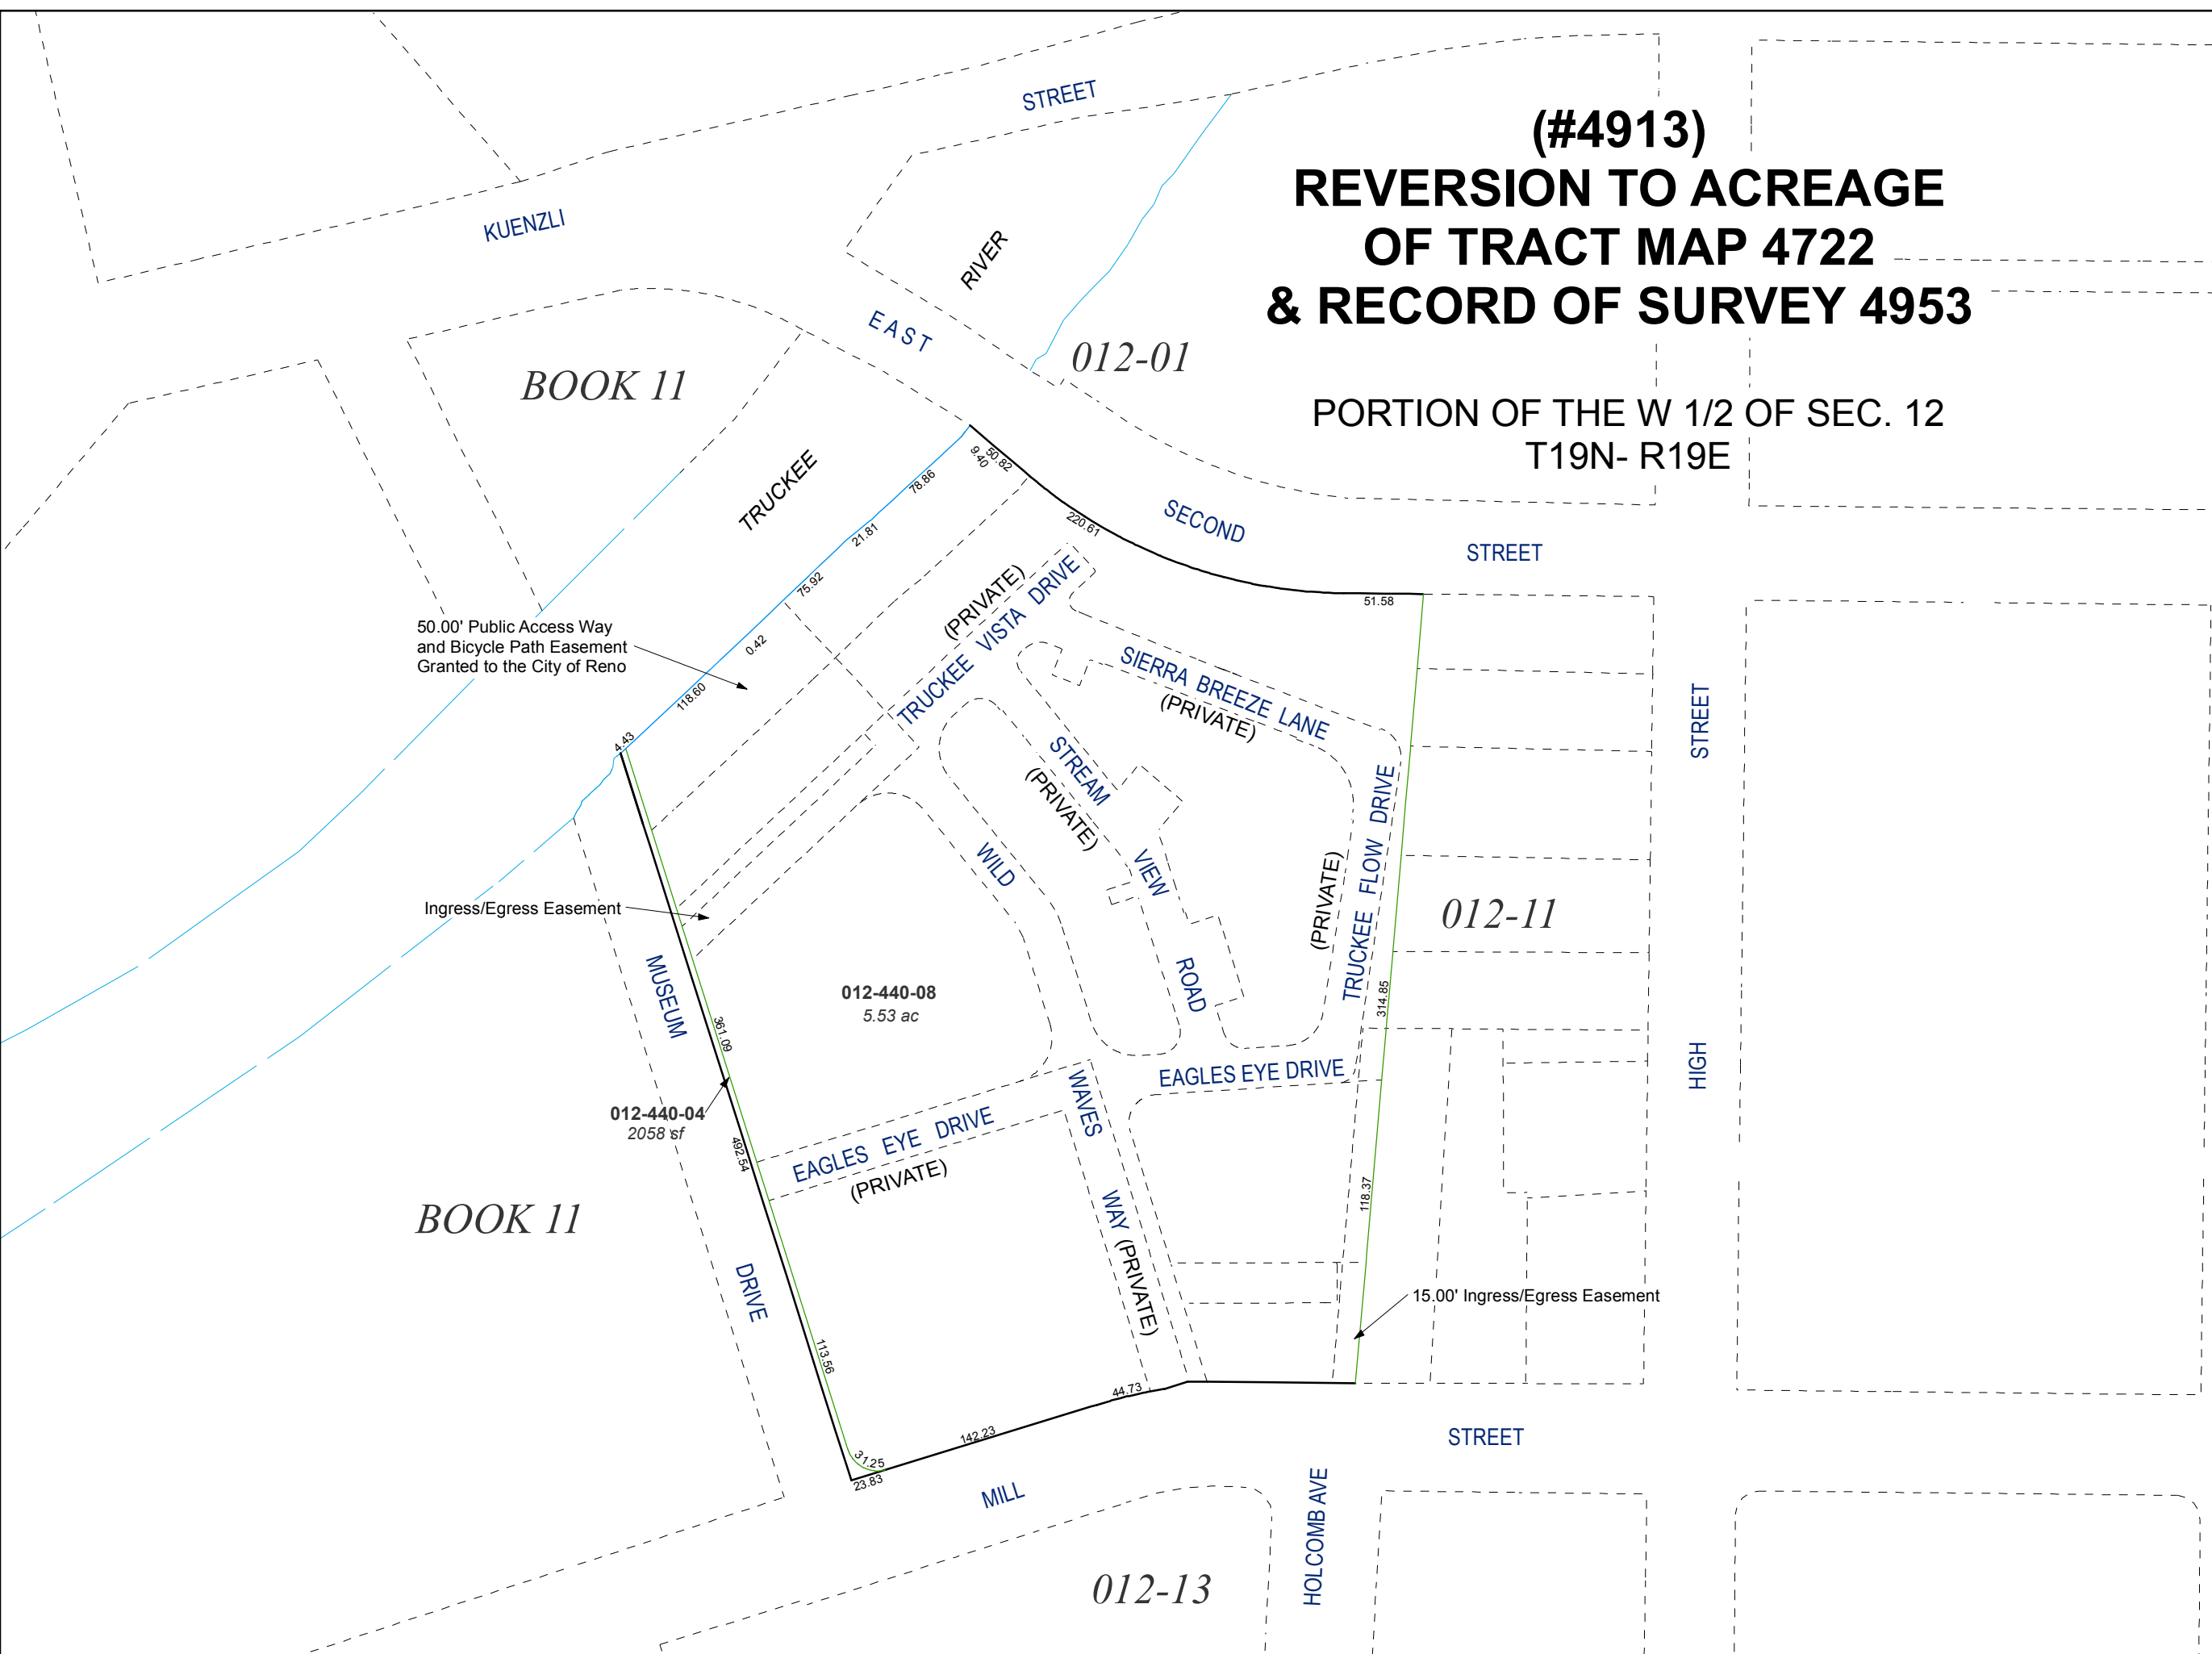 (#4913)
REVERSION TO ACREAGE
OF TRACT MAP 4722
& RECORD OF SURVEY 4953
PORTION OF THE W 1/2 OF SEC. 12
T19N- R19E
STREET
KUENZLI
RIVER
EAST
012-01
BOOK 11
TRUCKEE
SECOND
STREET
9.40
50.82
78.86
21.81
75.92
0.42
118.60
4.43
220.61
51.58
50.00' Public Access Way
and Bicycle Path Easement
Granted to the City of Reno
(PRIVATE)
TRUCKEE VISTA DRIVE
SIERRA BREEZE LANE
(PRIVATE)
STREAM
(PRIVATE)
VIEW
ROAD
WILD
(PRIVATE)
TRUCKEE FLOW DRIVE
STREET
HIGH
012-11
Ingress/Egress Easement
MUSEUM
012-440-08
5.53 ac
361.09
314.85
012-440-04
2058 sf
492.54
EAGLES EYE DRIVE
EAGLES EYE DRIVE
(PRIVATE)
WAVES
WAY (PRIVATE)
118.37
BOOK 11
DRIVE
15.00' Ingress/Egress Easement
113.56
44.73
142.23
31.25
23.83
MILL
STREET
HOLCOMB AVE
012-13